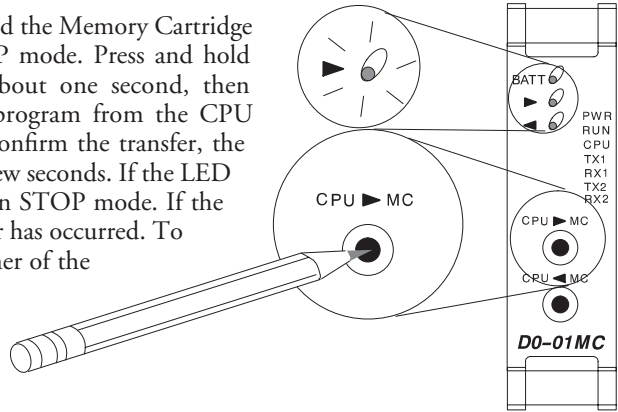 d the Memory Cartridge
P mode. Press and hold
bout one second, then
program from the CPU
onfirm the transfer, the
ew seconds. If the LED
n STOP mode. If the
r has occurred. To
ner of the
CPU ► MC
BATT
►
◄
PWR
RUN
CPU
TX1
RX1
TX2
RX2
CPU ► MC
CPU ◄ MC
D0–01MC